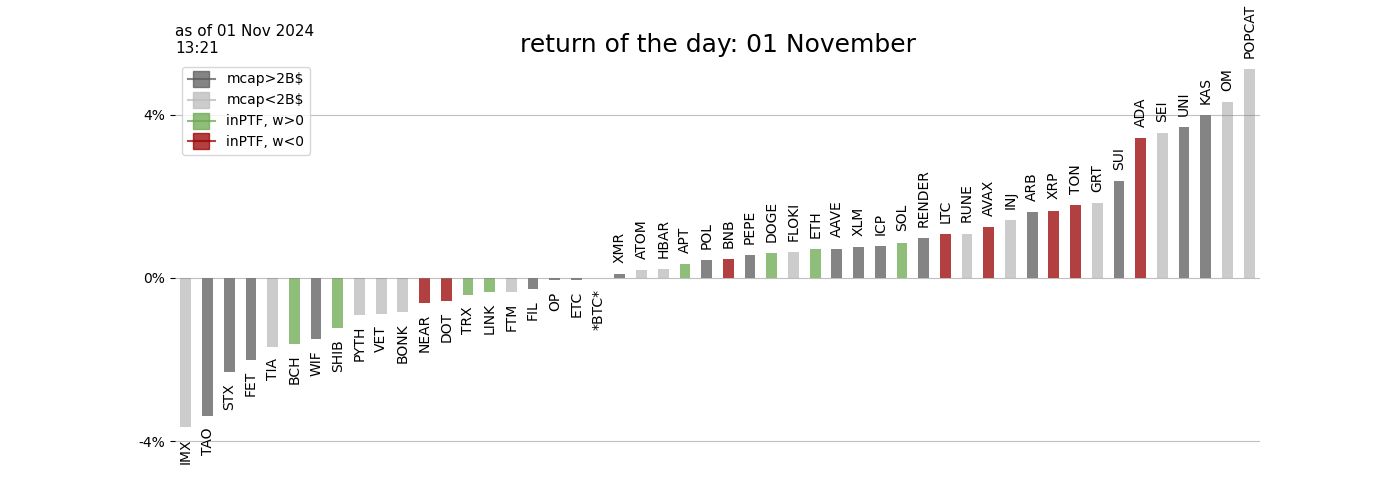 as of 01 Nov 2024
13:21
return of the day: 01 November
mcap>2B$
mcap<2B$
inPTF, w>0
inPTF, w<0
4%
0%
-4%
IMX
TAO
STX
FET
TIA
BCH
WIF
SHIB
PYTH
VET
BONK
NEAR
DOT
TRX
LINK
FTM
FIL
OP
ETC
*BTC*
XMR
ATOM
HBAR
APT
POL
BNB
PEPE
DOGE
FLOKI
ETH
AAVE
XLM
ICP
SOL
RENDER
LTC
RUNE
AVAX
INJ
ARB
XRP
TON
GRT
SUI
ADA
SEI
UNI
KAS
OM
POPCAT